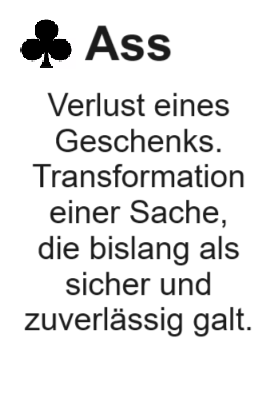 ♣ Ass
Verlust eines
Geschenks.
Transformation
einer Sache,
die bislang als
sicher und
zuverlässig galt.